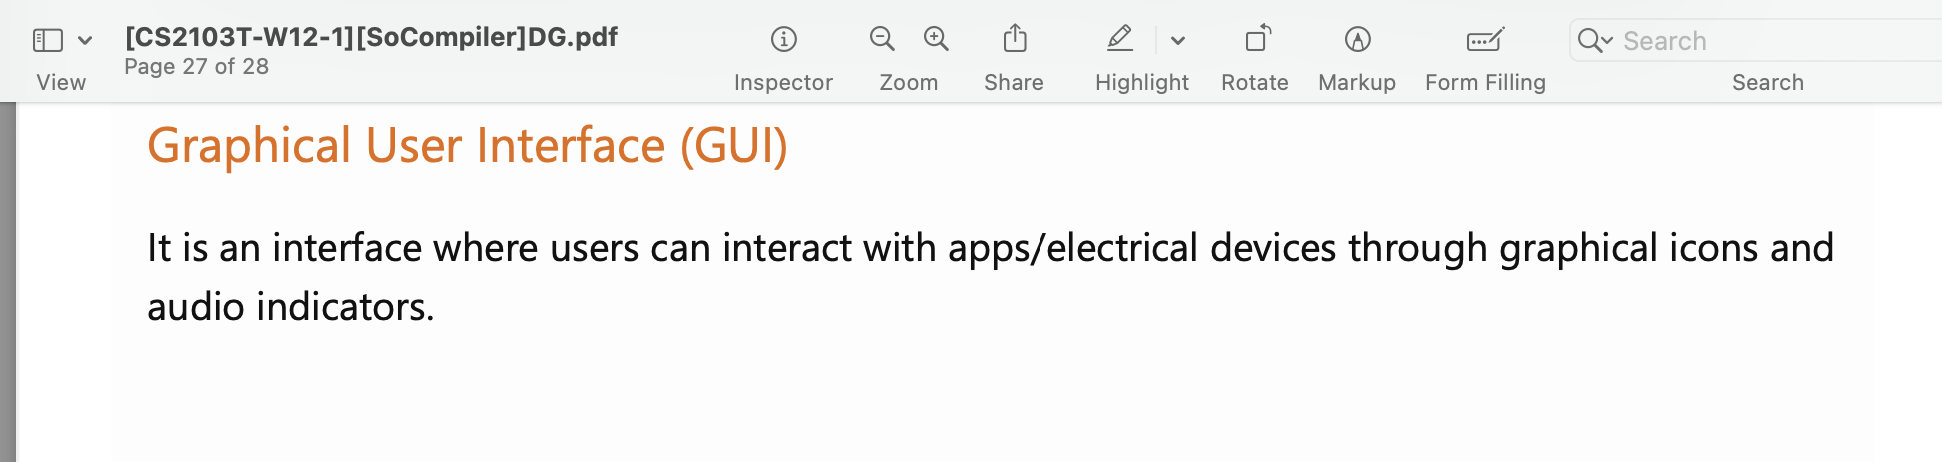 [CS2103T-W12-1][SoCompiler]DG.pdf
Page 27 of 28
View
Inspector
Zoom
Share
Highlight
Rotate
Markup
Form Filling
Search
Search
Graphical User Interface (GUI)
It is an interface where users can interact with apps/electrical devices through graphical icons and
audio indicators.